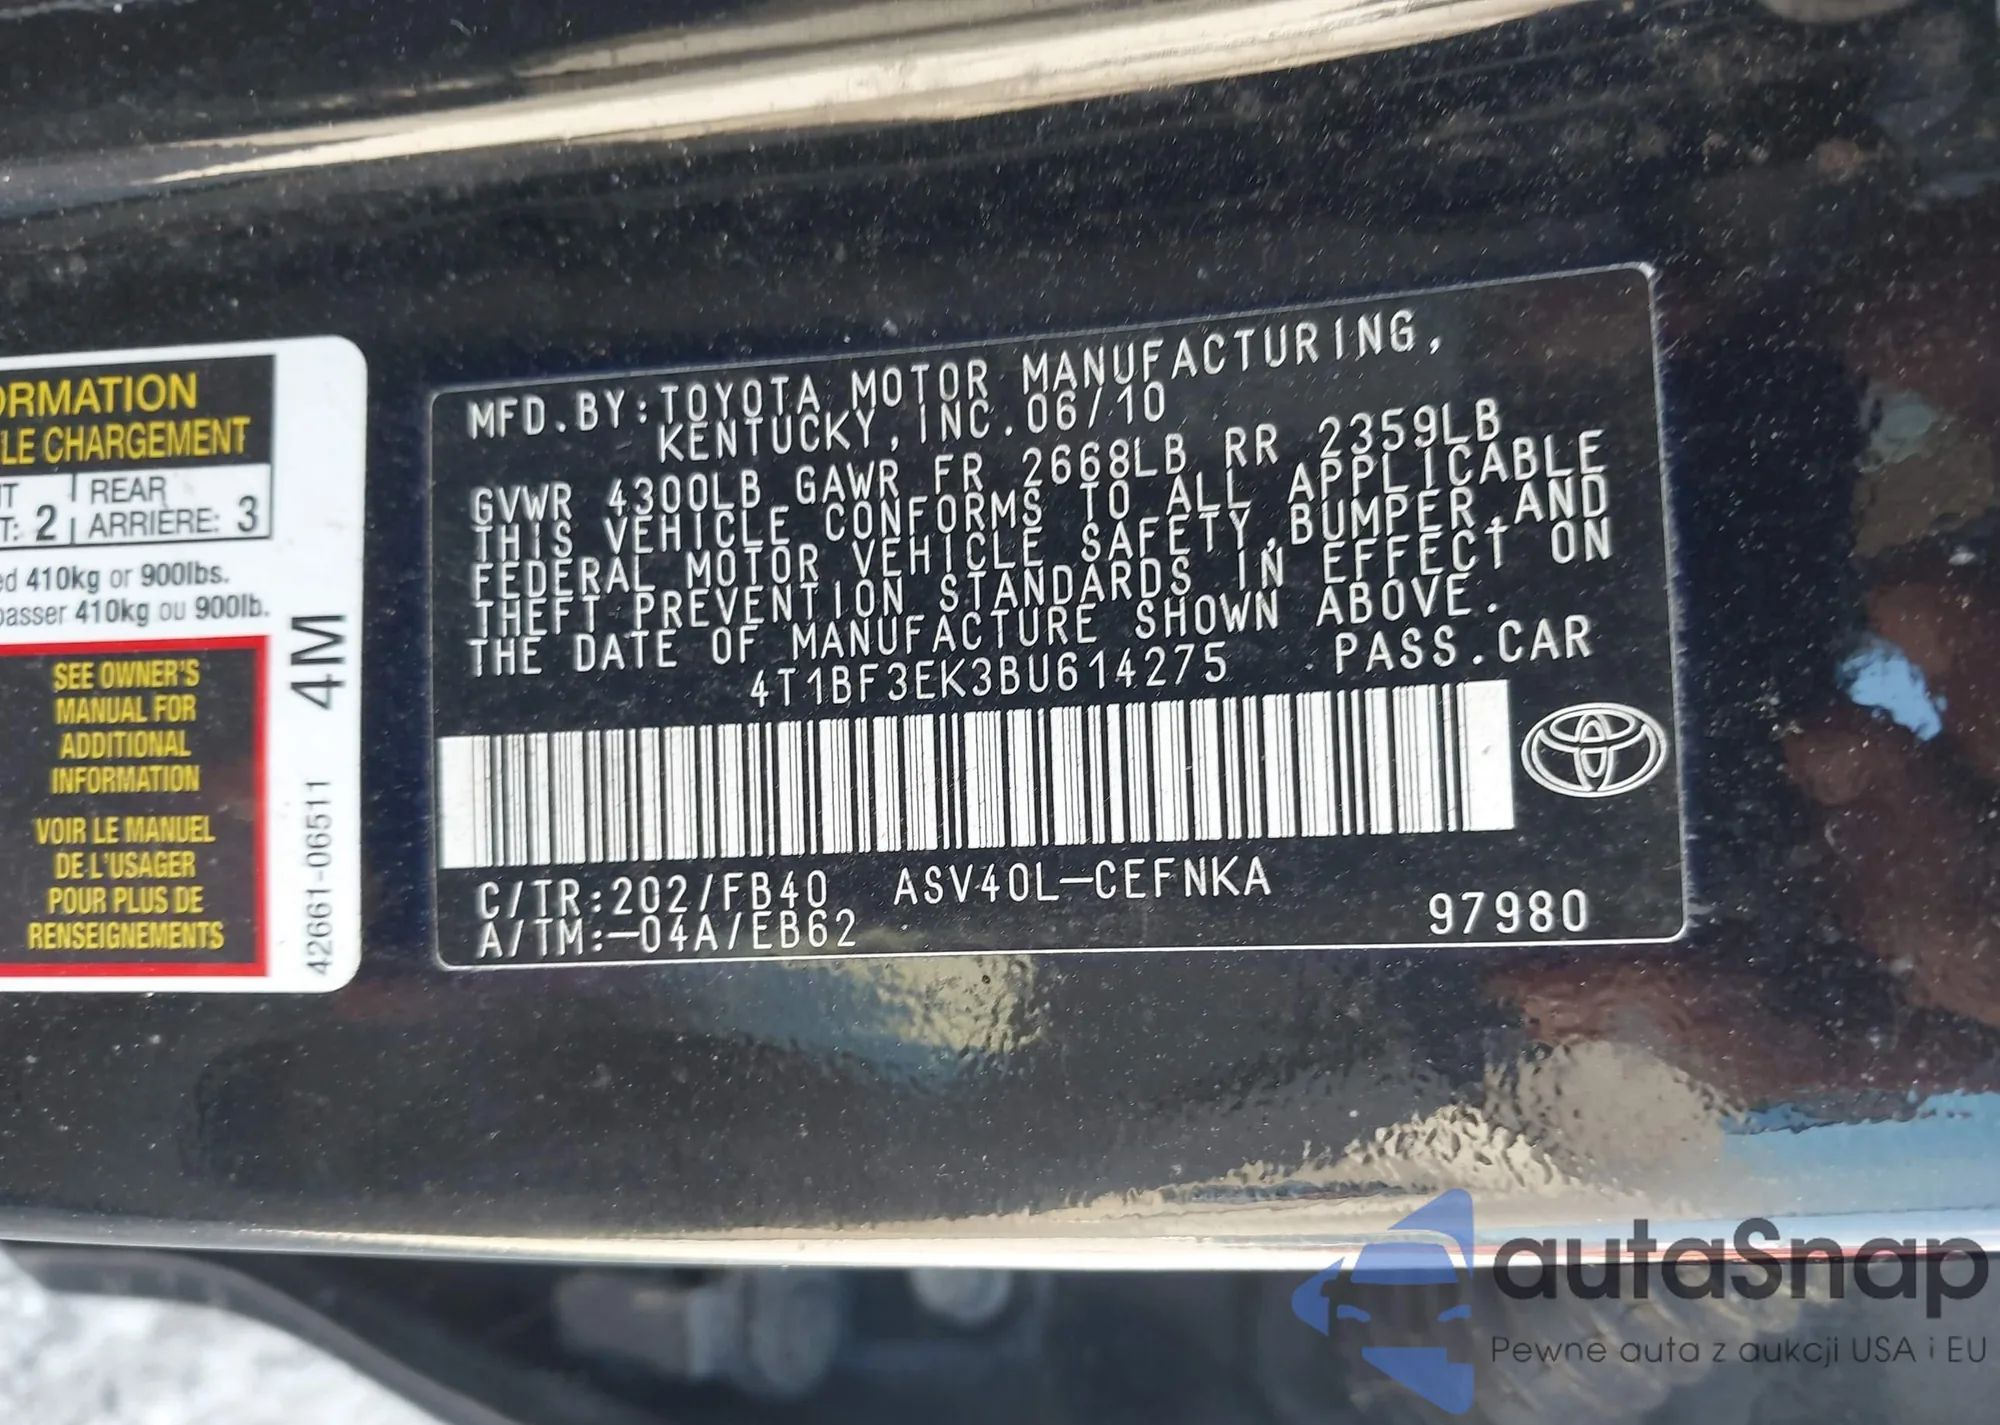 ORMATION
LE CHARGEMENT
REAR
2 ARRIÈRE: 3
410kg or 900lbs.
passer 410kg ou 900lb.
SEE OWNER'S
MANUAL FOR
ADDITIONAL
INFORMATION
VOIR LE MANUEL
DE L'USAGER
POUR PLUS DE
RENSEIGNEMENTS
42661-06511 4M
MFD.BY:TOYOTA MOTOR MANUFACTURING,
KENTUCKY,INC.06/10
GVWR 4300LB GAWR FR 2668LB RR 2359LB
THIS VEHICLE CONFORMS TO ALL APPLICABLE
FEDERAL MOTOR VEHICLE SAFETY,BUMPER,AND
THEFT PREVENTION STANDARDS IN EFFECT ON
THE DATE OF MANUFACTURE SHOWN ABOVE.
4T1BF3EK3BU614275 PASS.CAR
C/TR:202/FB40 ASV40L-CEFNKA
A/TM:-04A/EB62 97980
autaSnap
Pewne auta z aukcji USA i EU